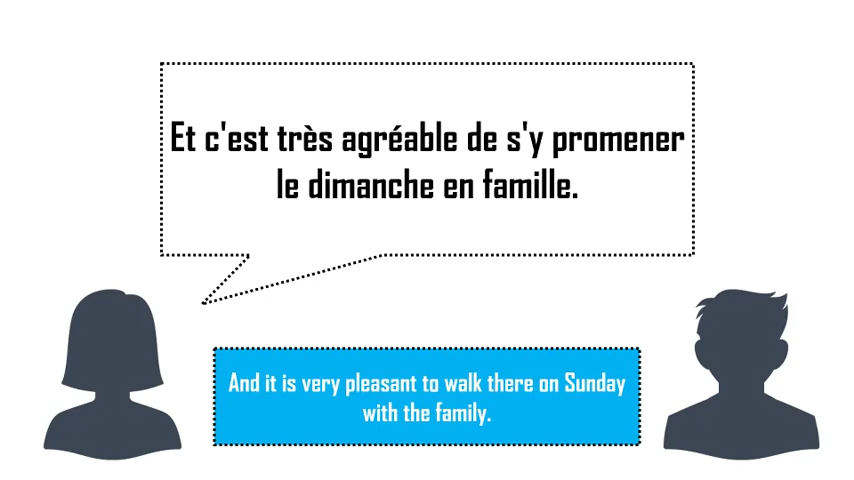 Et c'est très agréable de s'y promener
le dimanche en famille.
And it is very pleasant to walk there on Sunday
with the family.